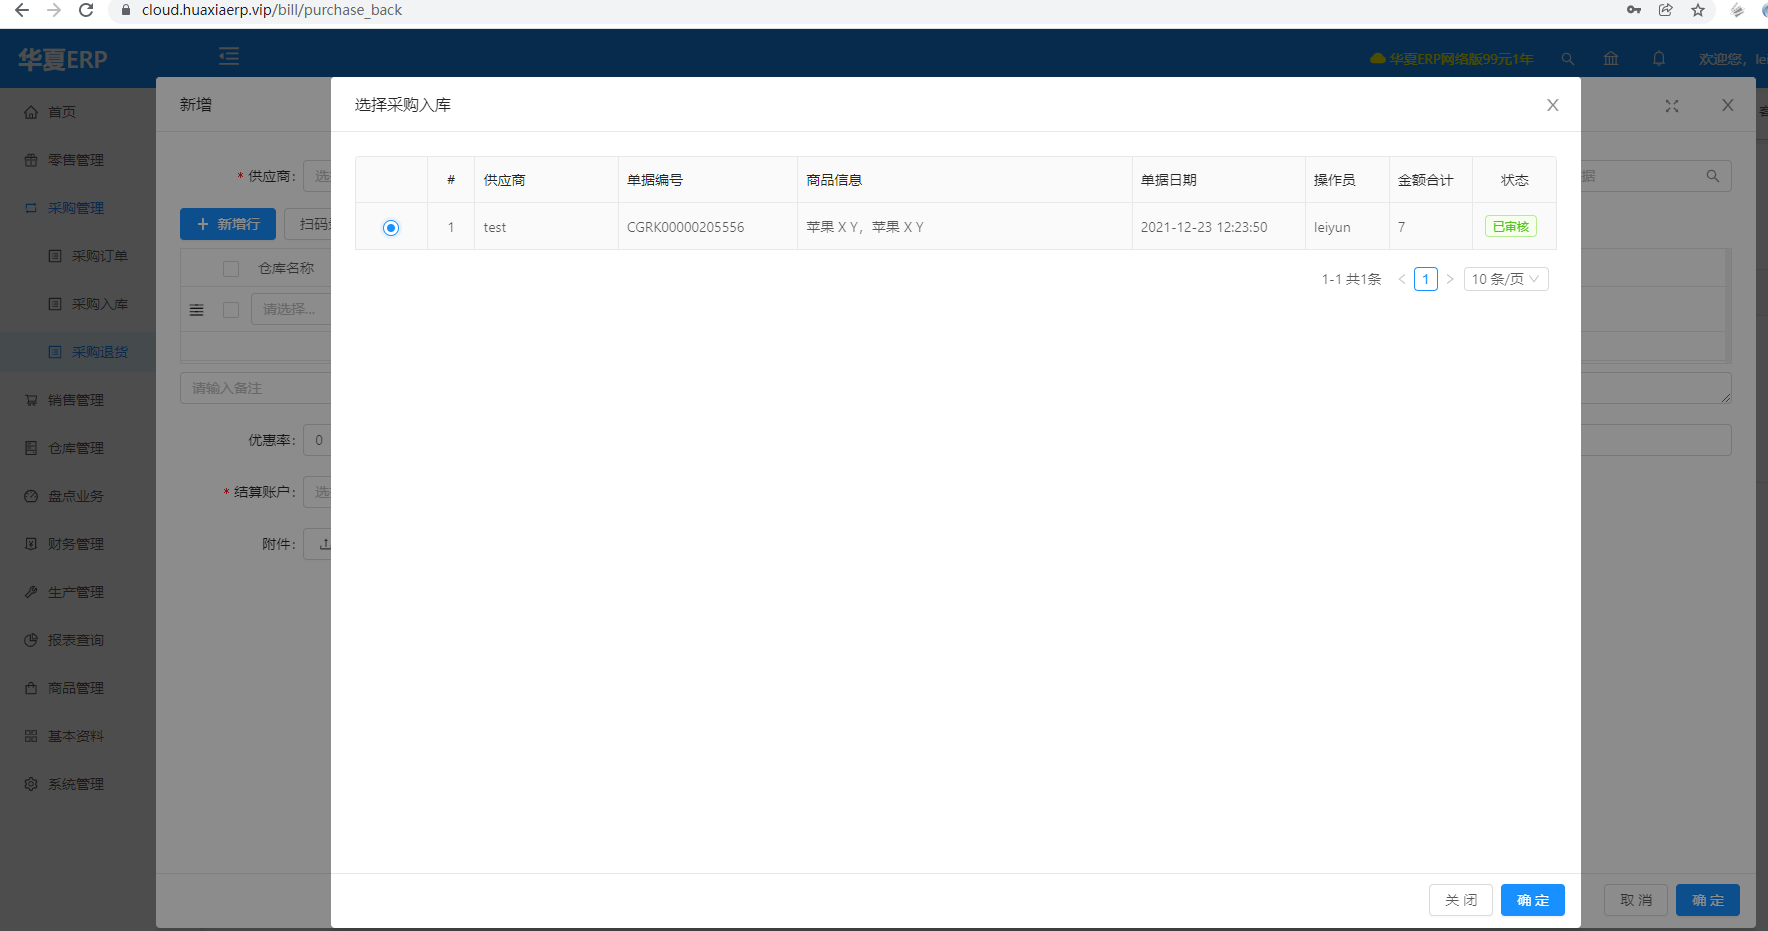 cloud.huaxiaerp.vip/bill/purchase_back
华夏ERP
华夏ERP网络版99元1年
欢迎您，lei
首页
零售管理
采购管理
采购订单
采购入库
采购退货
销售管理
仓库管理
盘点业务
财务管理
生产管理
报表查询
商品管理
基本资料
系统管理
新增
* 供应商：
选
据
新增行
扫码
仓库名称
请选择...
请输入备注
优惠率： 0
* 结算账户： 选
附件：
取消
确定
选择采购入库
# 供应商 单据编号 商品信息 单据日期 操作员 金额合计 状态
1 test CGRK00000205556 苹果 X Y，苹果 X Y 2021-12-23 12:23:50 leiyun 7 已审核
1-1 共1条 < 1 > 10 条/页
关闭
确定